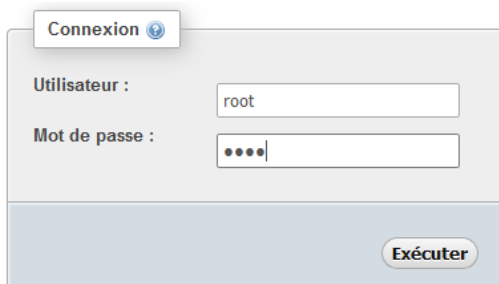 Connexion
Utilisateur :
root
Mot de passe :
••••
Exécuter